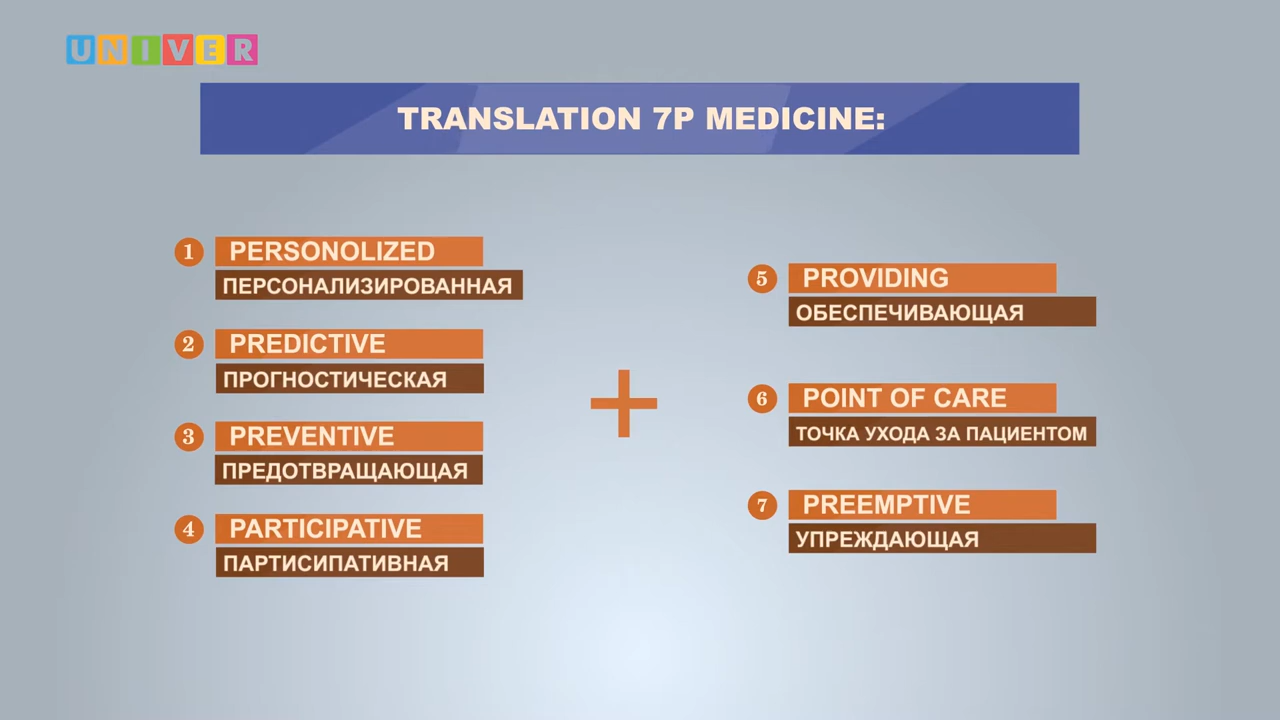 UNIVER
TRANSLATION 7P MEDICINE:
1 PERSONOLIZED
ПЕРСОНАЛИЗИРОВАННАЯ
2 PREDICTIVE
ПРОГНОСТИЧЕСКАЯ
3 PREVENTIVE
ПРЕДОТВРАЩАЮЩАЯ
4 PARTICIPATIVE
ПАРТИСИПАТИВНАЯ
+
5 PROVIDING
ОБЕСПЕЧИВАЮЩАЯ
6 POINT OF CARE
ТОЧКА УХОДА ЗА ПАЦИЕНТОМ
7 PREEMPTIVE
УПРЕЖДАЮЩАЯ